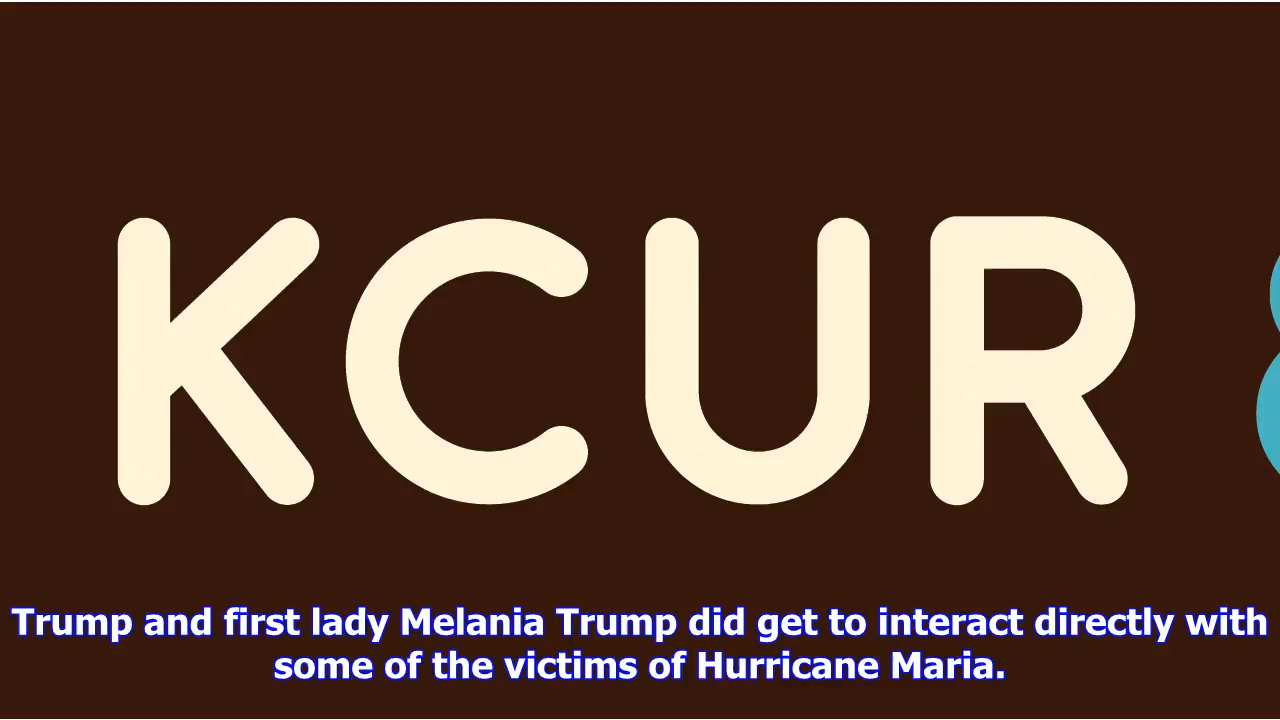 KCUR
Trump and first lady Melania Trump did get to interact directly with
some of the victims of Hurricane Maria.